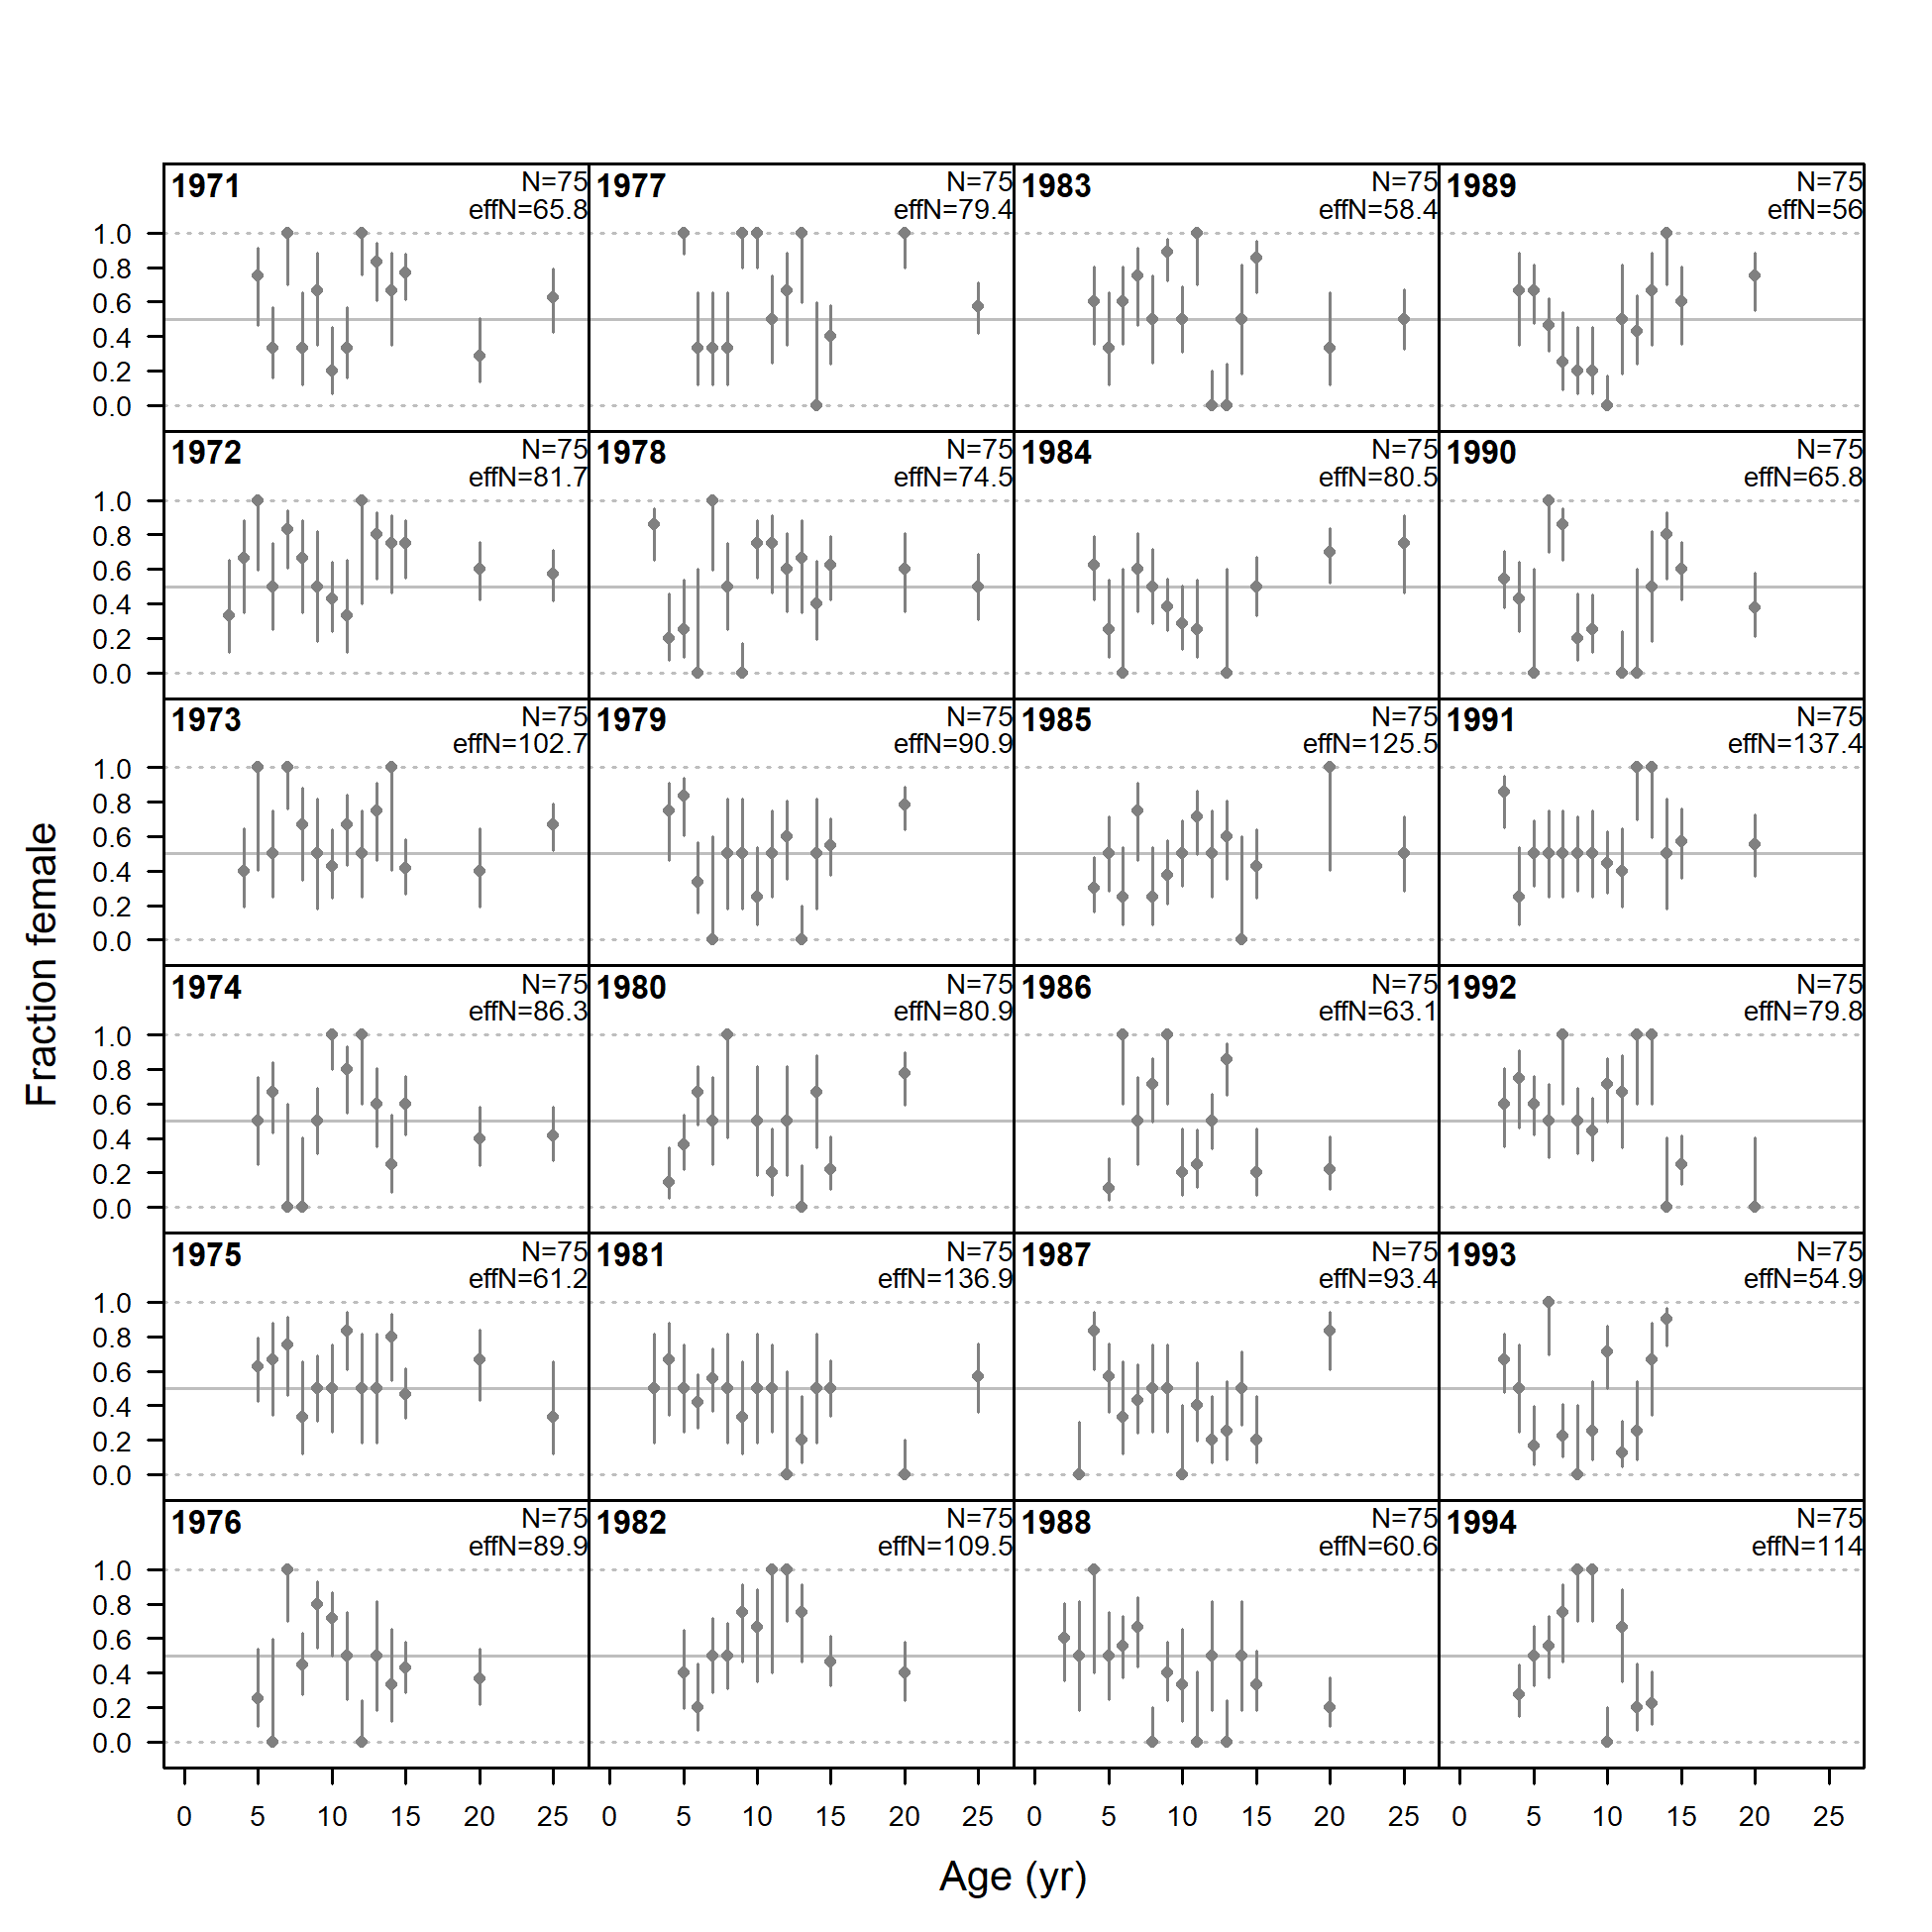 1971 N=75 1977 N=75 1983 N=75 1989 N=75
effN=65.8 effN=79.4 effN=58.4 effN=56
1.0
0.8
0.6
0.4
0.2
0.0
1972 N=75 1978 N=75 1984 N=75 1990 N=75
effN=81.7 effN=74.5 effN=80.5 effN=65.8
1.0
0.8
0.6
0.4
0.2
0.0
1973 N=75 1979 N=75 1985 N=75 1991 N=75
effN=102.7 effN=90.9 effN=125.5 effN=137.4
1.0
0.8
0.6
0.4
0.2
0.0
Fraction female
1974 N=75 1980 N=75 1986 N=75 1992 N=75
effN=86.3 effN=80.9 effN=63.1 effN=79.8
1.0
0.8
0.6
0.4
0.2
0.0
1975 N=75 1981 N=75 1987 N=75 1993 N=75
effN=61.2 effN=136.9 effN=93.4 effN=54.9
1.0
0.8
0.6
0.4
0.2
0.0
1976 N=75 1982 N=75 1988 N=75 1994 N=75
effN=89.9 effN=109.5 effN=60.6 effN=114
1.0
0.8
0.6
0.4
0.2
0.0
0 5 10 15 20 25 0 5 10 15 20 25 0 5 10 15 20 25 0 5 10 15 20 25
Age (yr)